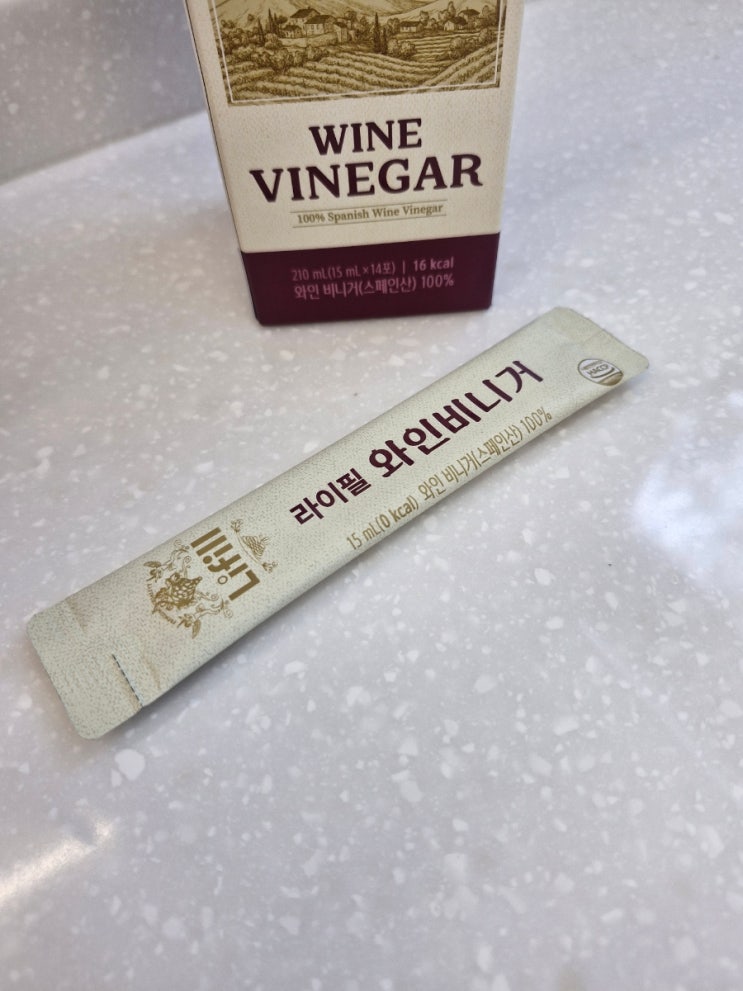 WINE
VINEGAR
100% Spanish Wine Vinegar
210 mL(15 mL×14포) | 16 kcal
와인 비니거(스페인산) 100%
Lifill
라이필 와인비니거
15 mL(0 kcal) 와인 비니거(스페인산) 100%
HACCP